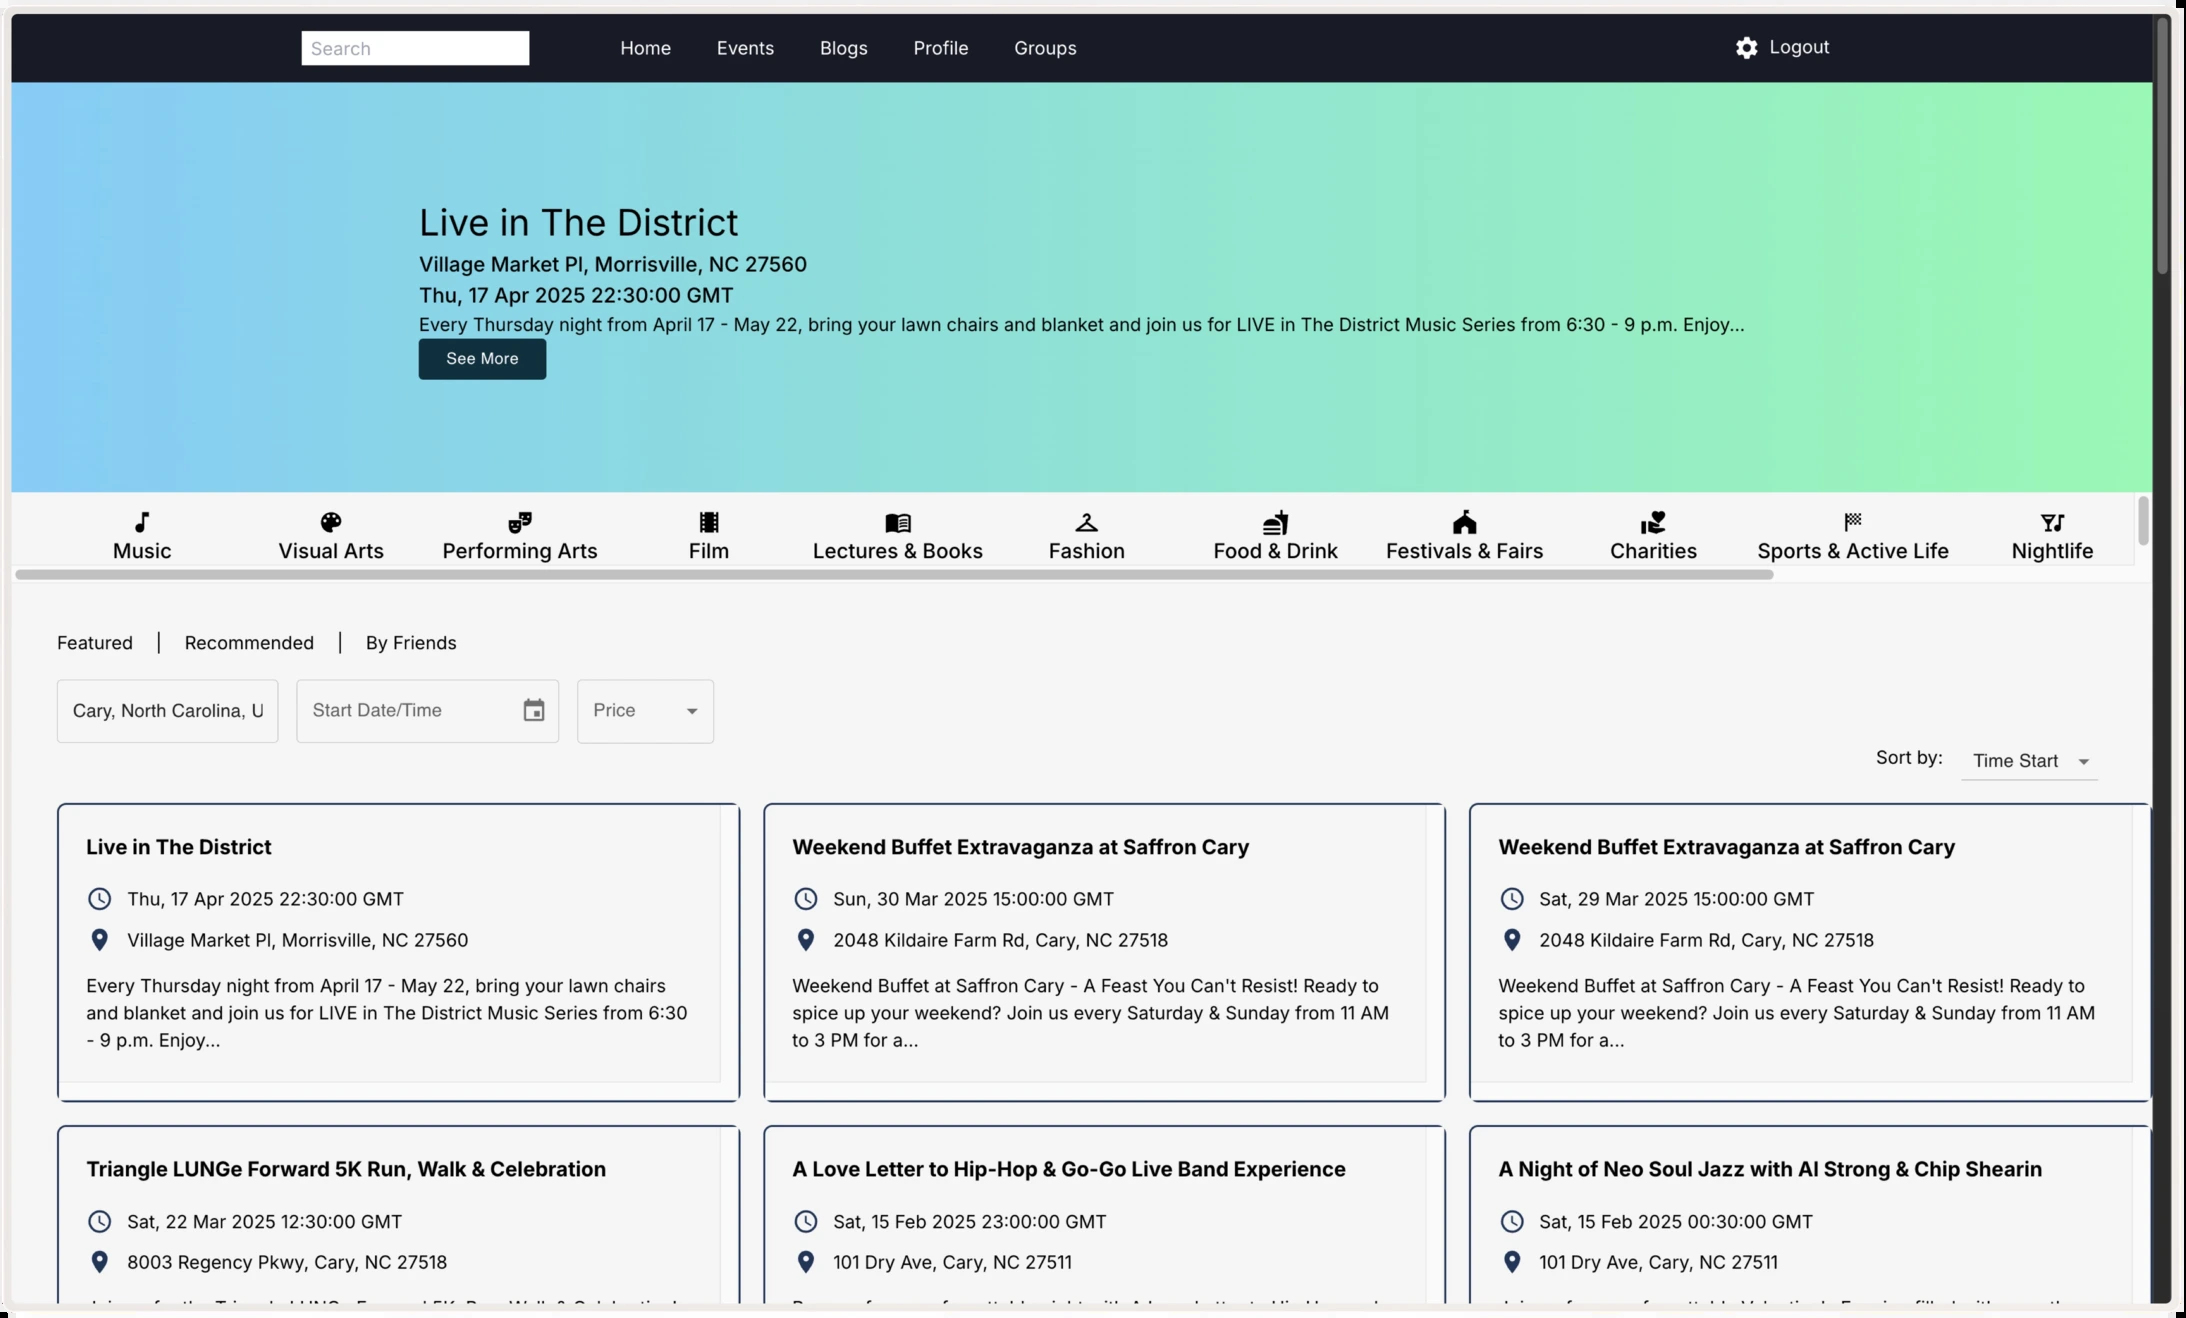 Search
Home
Events
Blogs
Profile
Groups
Logout
Live in The District
Village Market Pl, Morrisville, NC 27560
Thu, 17 Apr 2025 22:30:00 GMT
Every Thursday night from April 17 - May 22, bring your lawn chairs and blanket and join us for LIVE in The District Music Series from 6:30 - 9 p.m. Enjoy...
See More
Music
Visual Arts
Performing Arts
Film
Lectures & Books
Fashion
Food & Drink
Festivals & Fairs
Charities
Sports & Active Life
Nightlife
Featured | Recommended | By Friends
Cary, North Carolina, U
Start Date/Time
Price
Sort by:
Time Start
Live in The District
Thu, 17 Apr 2025 22:30:00 GMT
Village Market Pl, Morrisville, NC 27560
Every Thursday night from April 17 - May 22, bring your lawn chairs
and blanket and join us for LIVE in The District Music Series from 6:30
- 9 p.m. Enjoy...
Weekend Buffet Extravaganza at Saffron Cary
Sun, 30 Mar 2025 15:00:00 GMT
2048 Kildaire Farm Rd, Cary, NC 27518
Weekend Buffet at Saffron Cary - A Feast You Can't Resist! Ready to
spice up your weekend? Join us every Saturday & Sunday from 11 AM
to 3 PM for a...
Weekend Buffet Extravaganza at Saffron Cary
Sat, 29 Mar 2025 15:00:00 GMT
2048 Kildaire Farm Rd, Cary, NC 27518
Weekend Buffet at Saffron Cary - A Feast You Can't Resist! Ready to
spice up your weekend? Join us every Saturday & Sunday from 11 AM
to 3 PM for a...
Triangle LUNGe Forward 5K Run, Walk & Celebration
Sat, 22 Mar 2025 12:30:00 GMT
8003 Regency Pkwy, Cary, NC 27518
A Love Letter to Hip-Hop & Go-Go Live Band Experience
Sat, 15 Feb 2025 23:00:00 GMT
101 Dry Ave, Cary, NC 27511
A Night of Neo Soul Jazz with Al Strong & Chip Shearin
Sat, 15 Feb 2025 00:30:00 GMT
101 Dry Ave, Cary, NC 27511